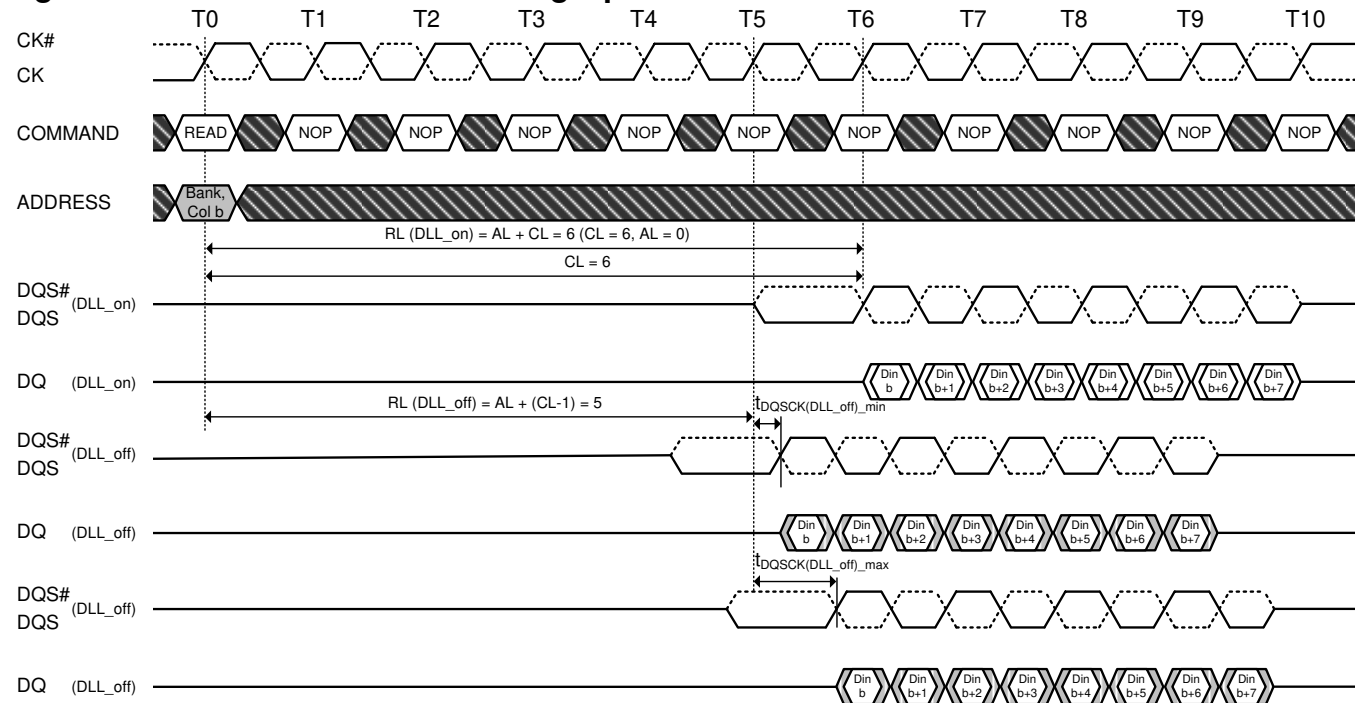 T0 T1 T2 T3 T4 T5 T6 T7 T8 T9 T10
CK#
CK
COMMAND READ NOP NOP NOP NOP NOP NOP NOP NOP NOP NOP
ADDRESS Bank,
Col b
RL (DLL_on) = AL + CL = 6 (CL = 6, AL = 0)
CL = 6
DQS# (DLL_on)
DQS
DQ (DLL_on) Din Din Din Din Din Din Din Din
b b+1 b+2 b+3 b+4 b+5 b+6 b+7
RL (DLL_off) = AL + (CL-1) = 5 tDQSCK(DLL_off)_min
DQS# (DLL_off)
DQS
DQ (DLL_off) Din Din Din Din Din Din Din Din
b b+1 b+2 b+3 b+4 b+5 b+6 b+7
tDQSCK(DLL_off)_max
DQS# (DLL_off)
DQS
DQ (DLL_off) Din Din Din Din Din Din Din Din
b b+1 b+2 b+3 b+4 b+5 b+6 b+7